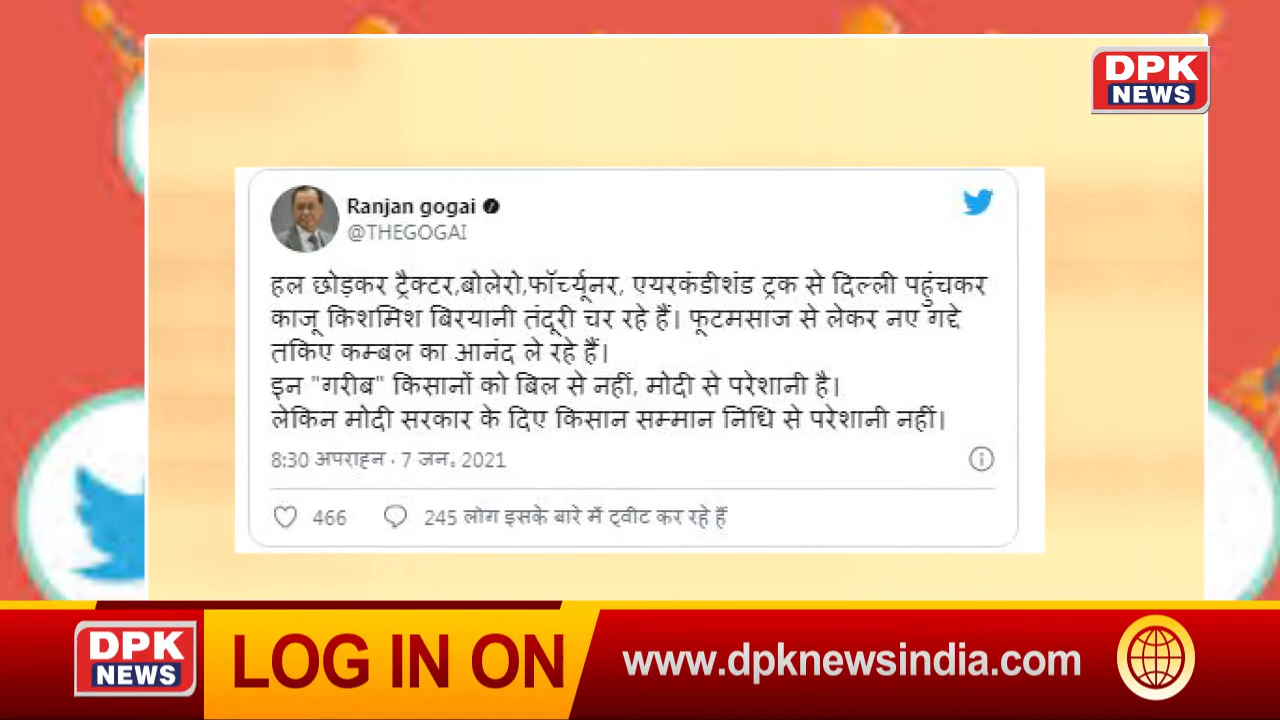 DPK
NEWS
Ranjan gogai
@THEGOGAI
हल छोड़कर ट्रैक्टर,बोलेरो,फॉर्च्यूनर, एयरकंडीशंड ट्रक से दिल्ली पहुंचकर
काजू किशमिश बिरयानी तंदूरी चर रहे हैं। फूटमसाज से लेकर नए गद्दे
तकिए कम्बल का आनंद ले रहे हैं।
इन "गरीब" किसानों को बिल से नहीं, मोदी से परेशानी है।
लेकिन मोदी सरकार के दिए किसान सम्मान निधि से परेशानी नहीं।
8:30 अपराह्न · 7 जन॰ 2021
466 245 लोग इसके बारे में ट्वीट कर रहे हैं
DPK
NEWS
LOG IN ON
www.dpknewsindia.com